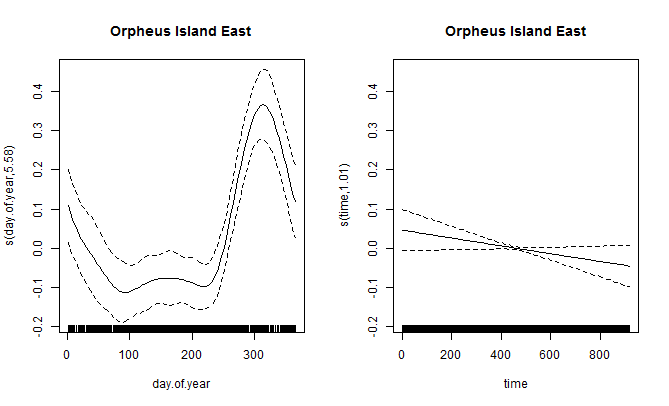 Orpheus Island East
s(day.of.year,5.58)
0.4
0.3
0.2
0.1
0.0
-0.1
-0.2
0 100 200 300
day.of.year
Orpheus Island East
s(time,1.01)
0.4
0.3
0.2
0.1
0.0
-0.1
-0.2
0 200 400 600 800
time